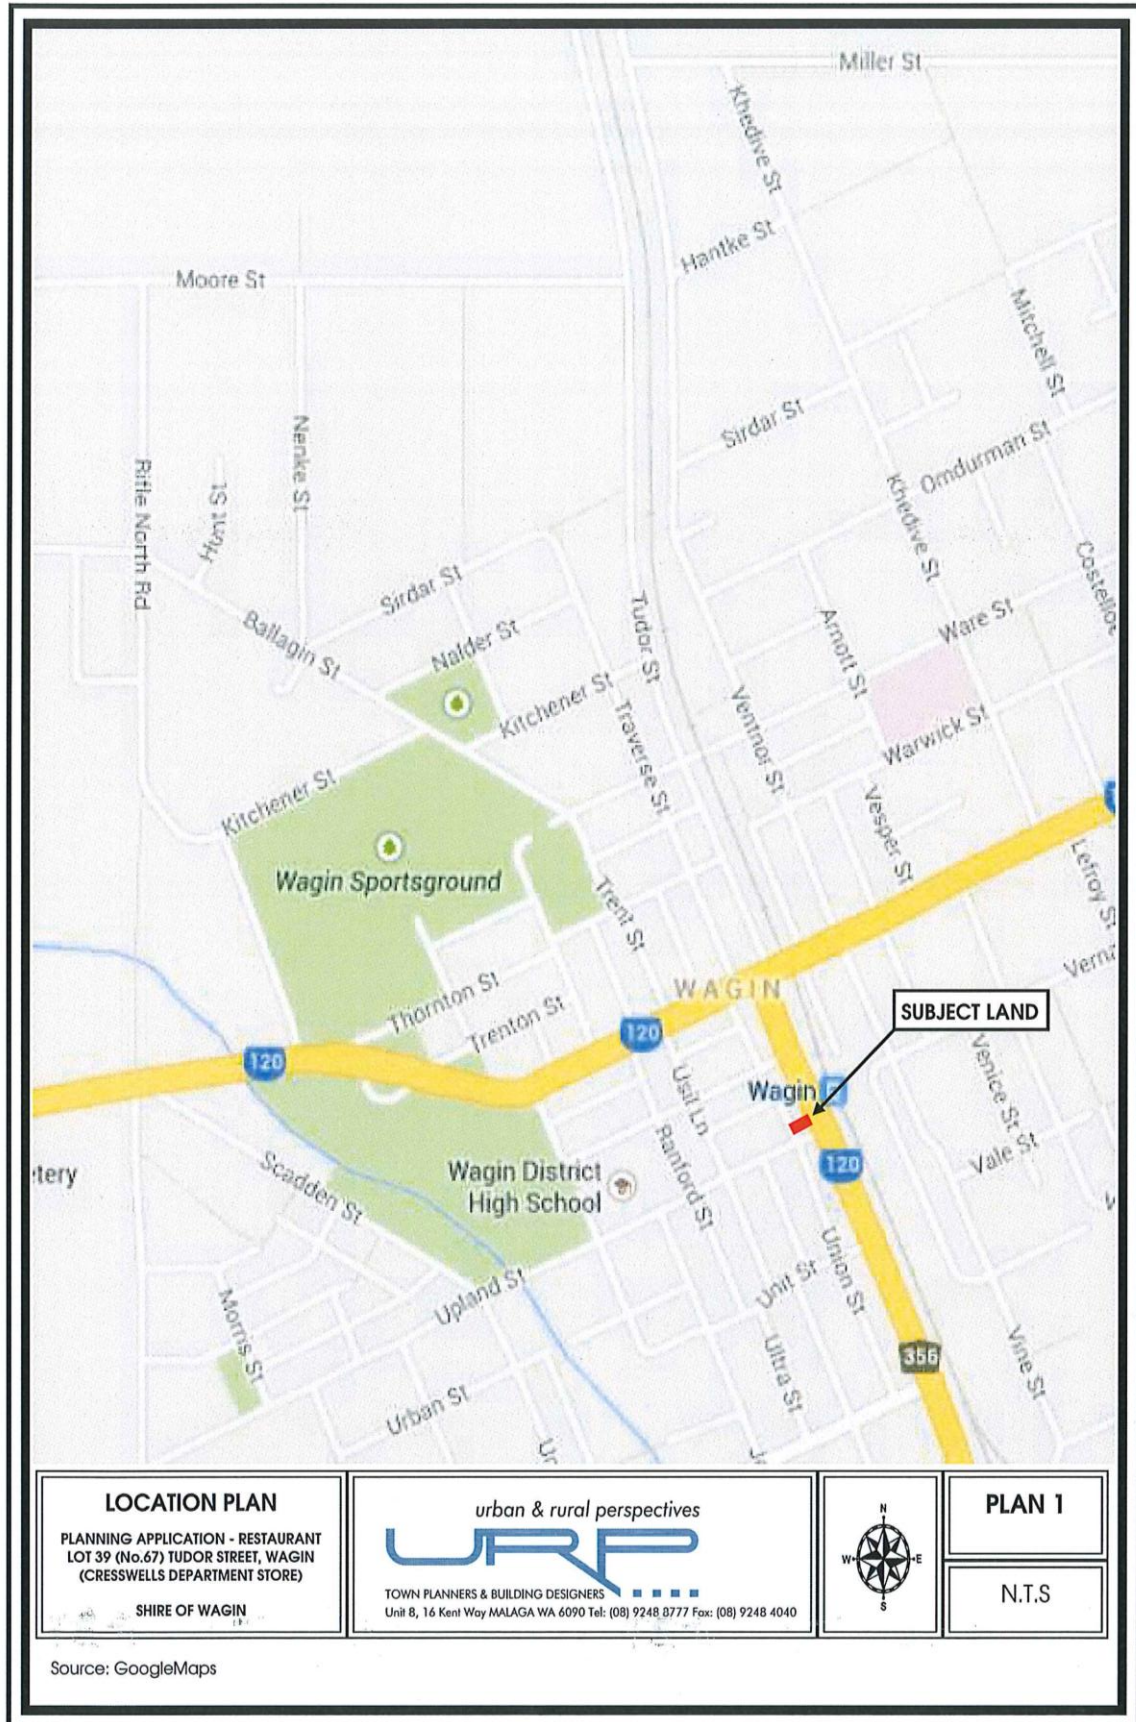 Miller St
Khedive St
Hantke St
Moore St
Mitchell St
Sirdar St
Nenke St
Omdurman St
Rifle North Rd
Khedive St
Sirdar St
Tudor St
Ballagin St
Nalder St
Arnott St
Ware St
Kitchener St
Traverse St
Ventnor St
Warwick St
Kitchener St
Vesper St
Wagin Sportsground
Trent St
Lefroy St
Thornton St
WAGIN
Trenton St
120
120
SUBJECT LAND
Usil Ln
Wagin
Venice St
Ranford St
120
Vale St
Wagin District
High School
etery
Scadden St
Union St
Unit St
Upland St
Morris St
Ultra St
356
Vine St
Urban St
Ur
LOCATION PLAN
PLANNING APPLICATION - RESTAURANT
LOT 39 (No.67) TUDOR STREET, WAGIN
(CRESSWELLS DEPARTMENT STORE)
SHIRE OF WAGIN
urban & rural perspectives
URP
TOWN PLANNERS & BUILDING DESIGNERS
Unit 8, 16 Kent Way MALAGA WA 6090 Tel: (08) 9248 8777 Fax: (08) 9248 4040
N
W
E
S
PLAN 1
N.T.S
Source: GoogleMaps